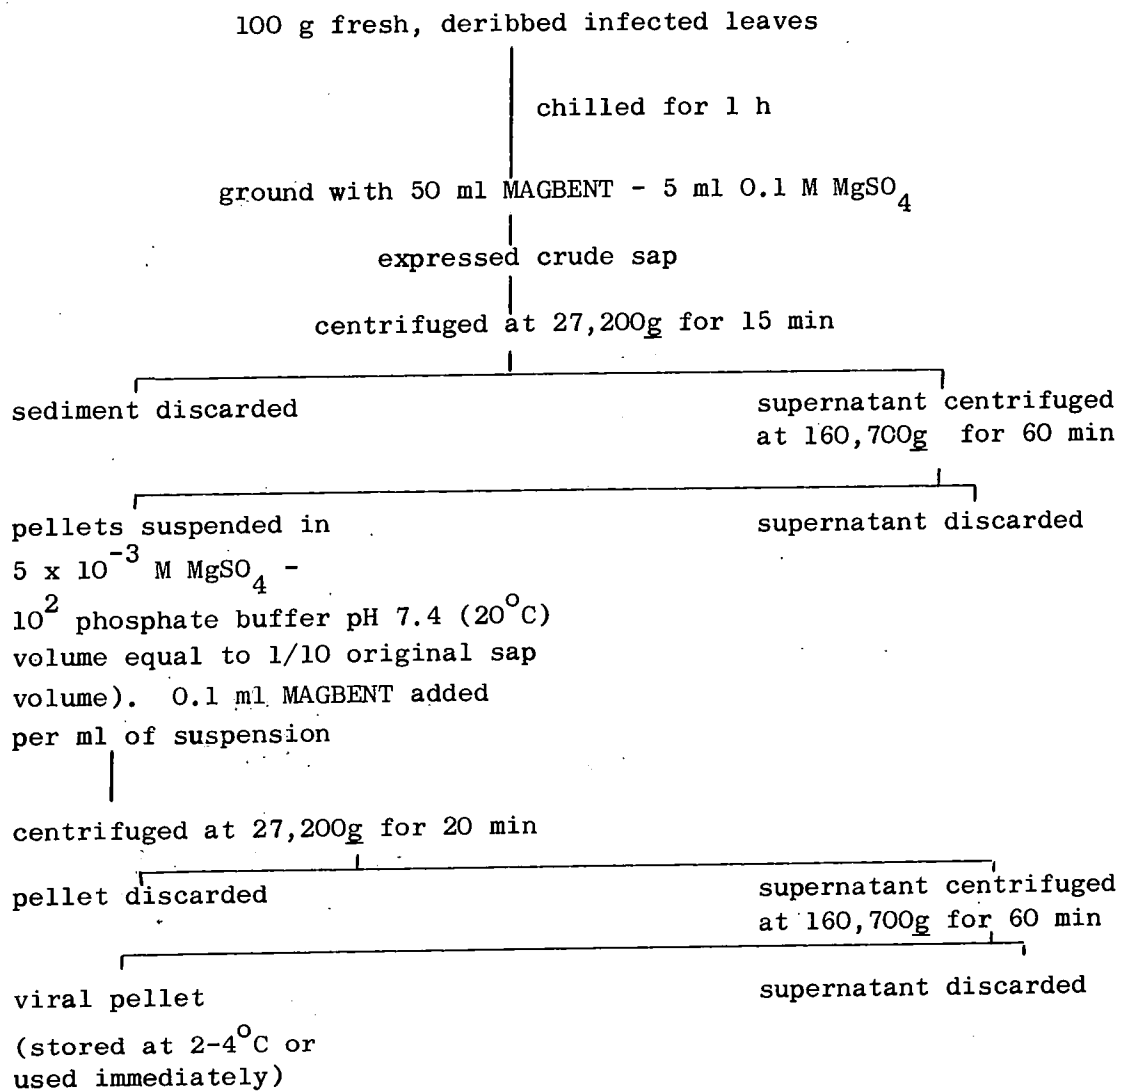 100 g fresh, deribbed infected leaves
chilled for 1 h
ground with 50 ml MAGBENT - 5 ml 0.1 M MgSO4
expressed crude sap
centrifuged at 27,200g for 15 min
sediment discarded
supernatant centrifuged
at 160,700g for 60 min
pellets suspended in
5 x 10^-3 M MgSO4 -
10^2 phosphate buffer pH 7.4 (20°C)
volume equal to 1/10 original sap
volume). 0.1 ml MAGBENT added
per ml of suspension
supernatant discarded
centrifuged at 27,200g for 20 min
pellet discarded
supernatant centrifuged
at 160,700g for 60 min
viral pellet
(stored at 2-4°C or
used immediately)
supernatant discarded